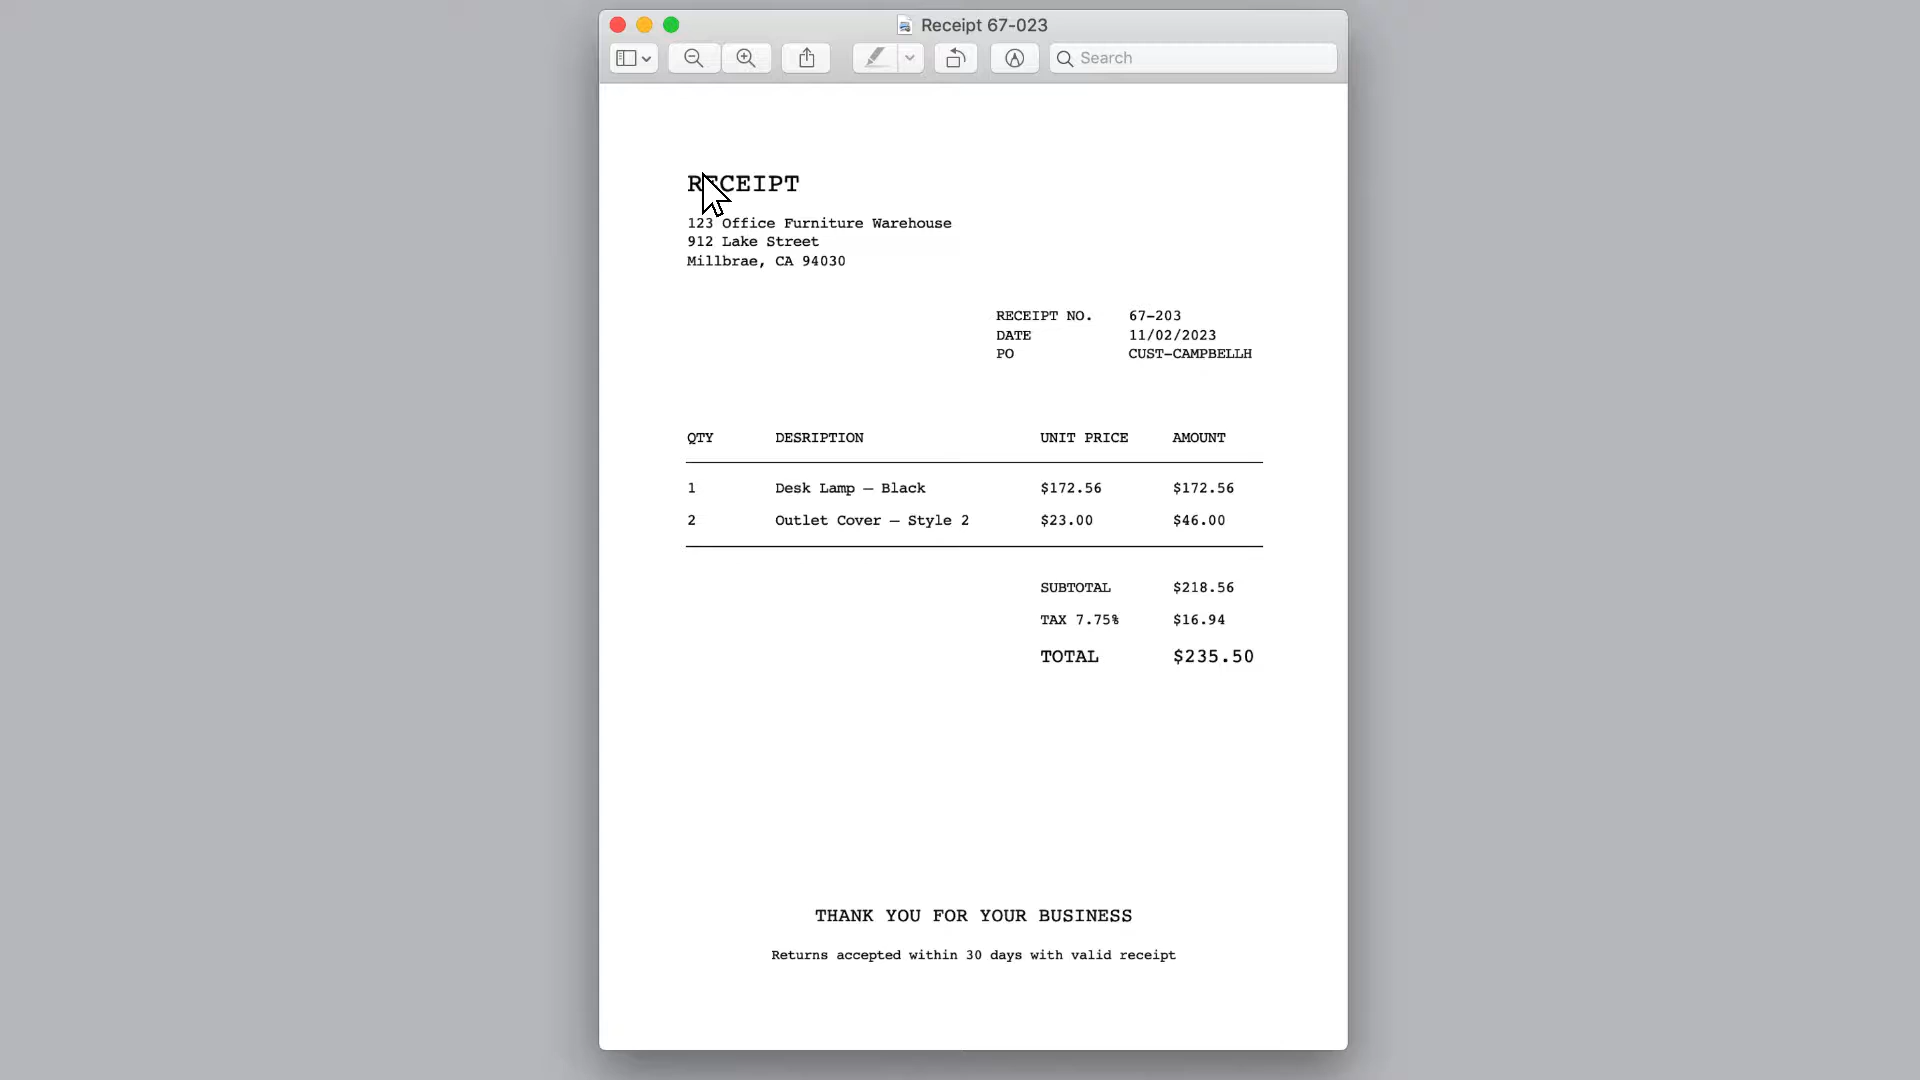 Receipt 67-023
Search
RECEIPT
123 Office Furniture Warehouse
912 Lake Street
Millbrae, CA 94030
RECEIPT NO. 67-203
DATE 11/02/2023
PO CUST-CAMPBELLH
QTY DESRIPTION UNIT PRICE AMOUNT
1 Desk Lamp — Black $172.56 $172.56
2 Outlet Cover — Style 2 $23.00 $46.00
SUBTOTAL $218.56
TAX 7.75% $16.94
TOTAL $235.50
THANK YOU FOR YOUR BUSINESS
Returns accepted within 30 days with valid receipt